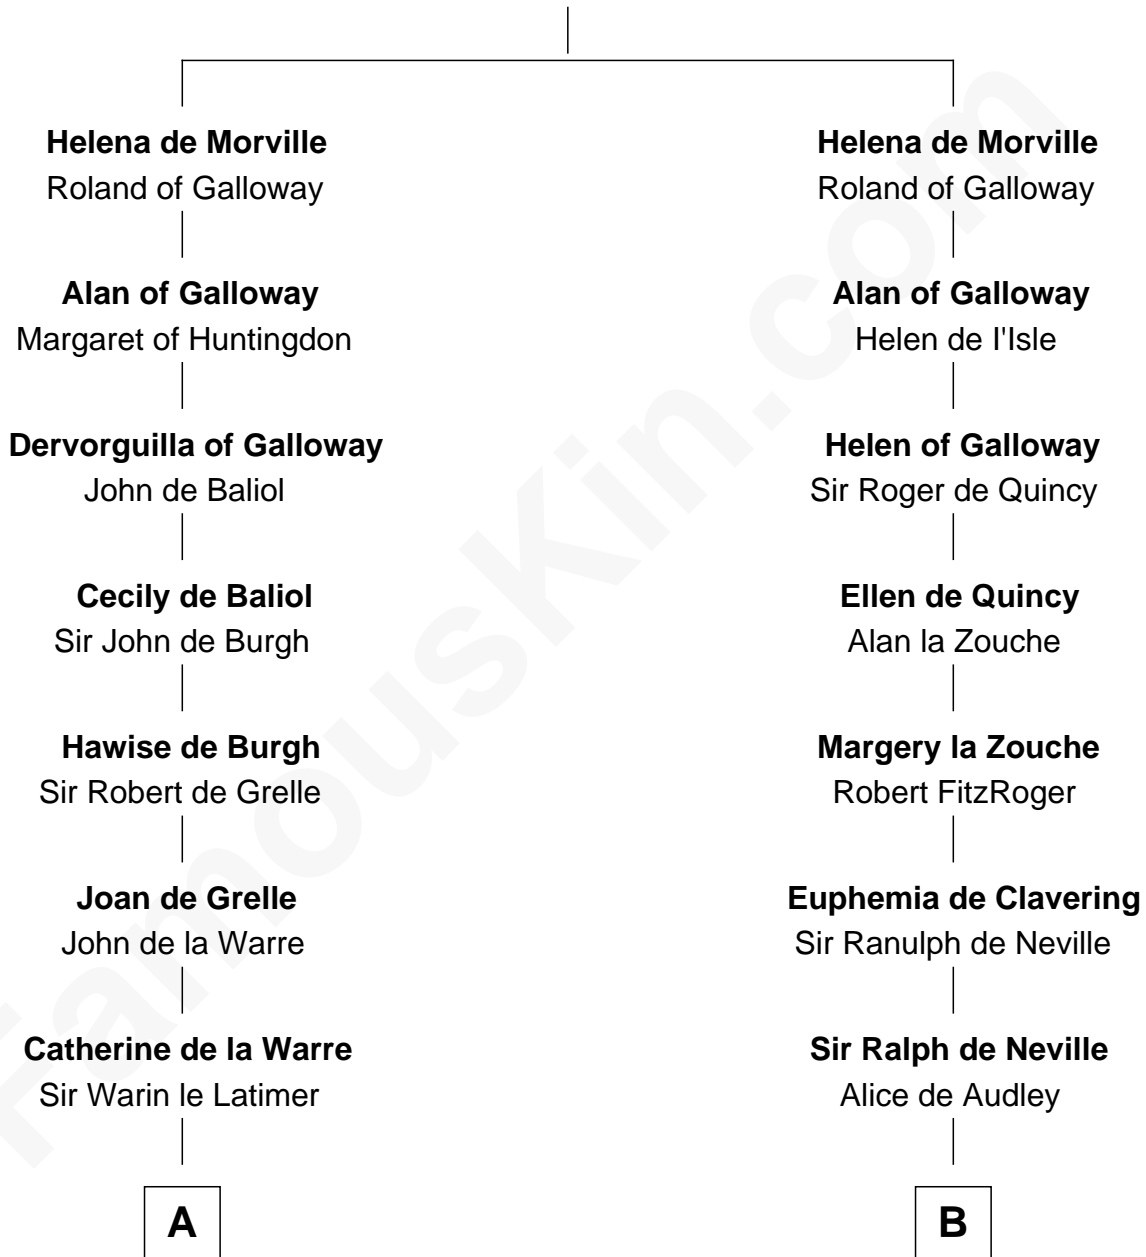 Helena de Morville
Roland of Galloway
Alan of Galloway
Margaret of Huntingdon
Dervorguilla of Galloway
John de Baliol
Cecily de Baliol
Sir John de Burgh
Hawise de Burgh
Sir Robert de Grelle
Joan de Grelle
John de la Warre
Catherine de la Warre
Sir Warin le Latimer
A
Helena de Morville
Roland of Galloway
Alan of Galloway
Helen de I'Isle
Helen of Galloway
Sir Roger de Quincy
Ellen de Quincy
Alan la Zouche
Margery la Zouche
Robert FitzRoger
Euphemia de Clavering
Sir Ranulph de Neville
Sir Ralph de Neville
Alice de Audley
B
FamousKin.com